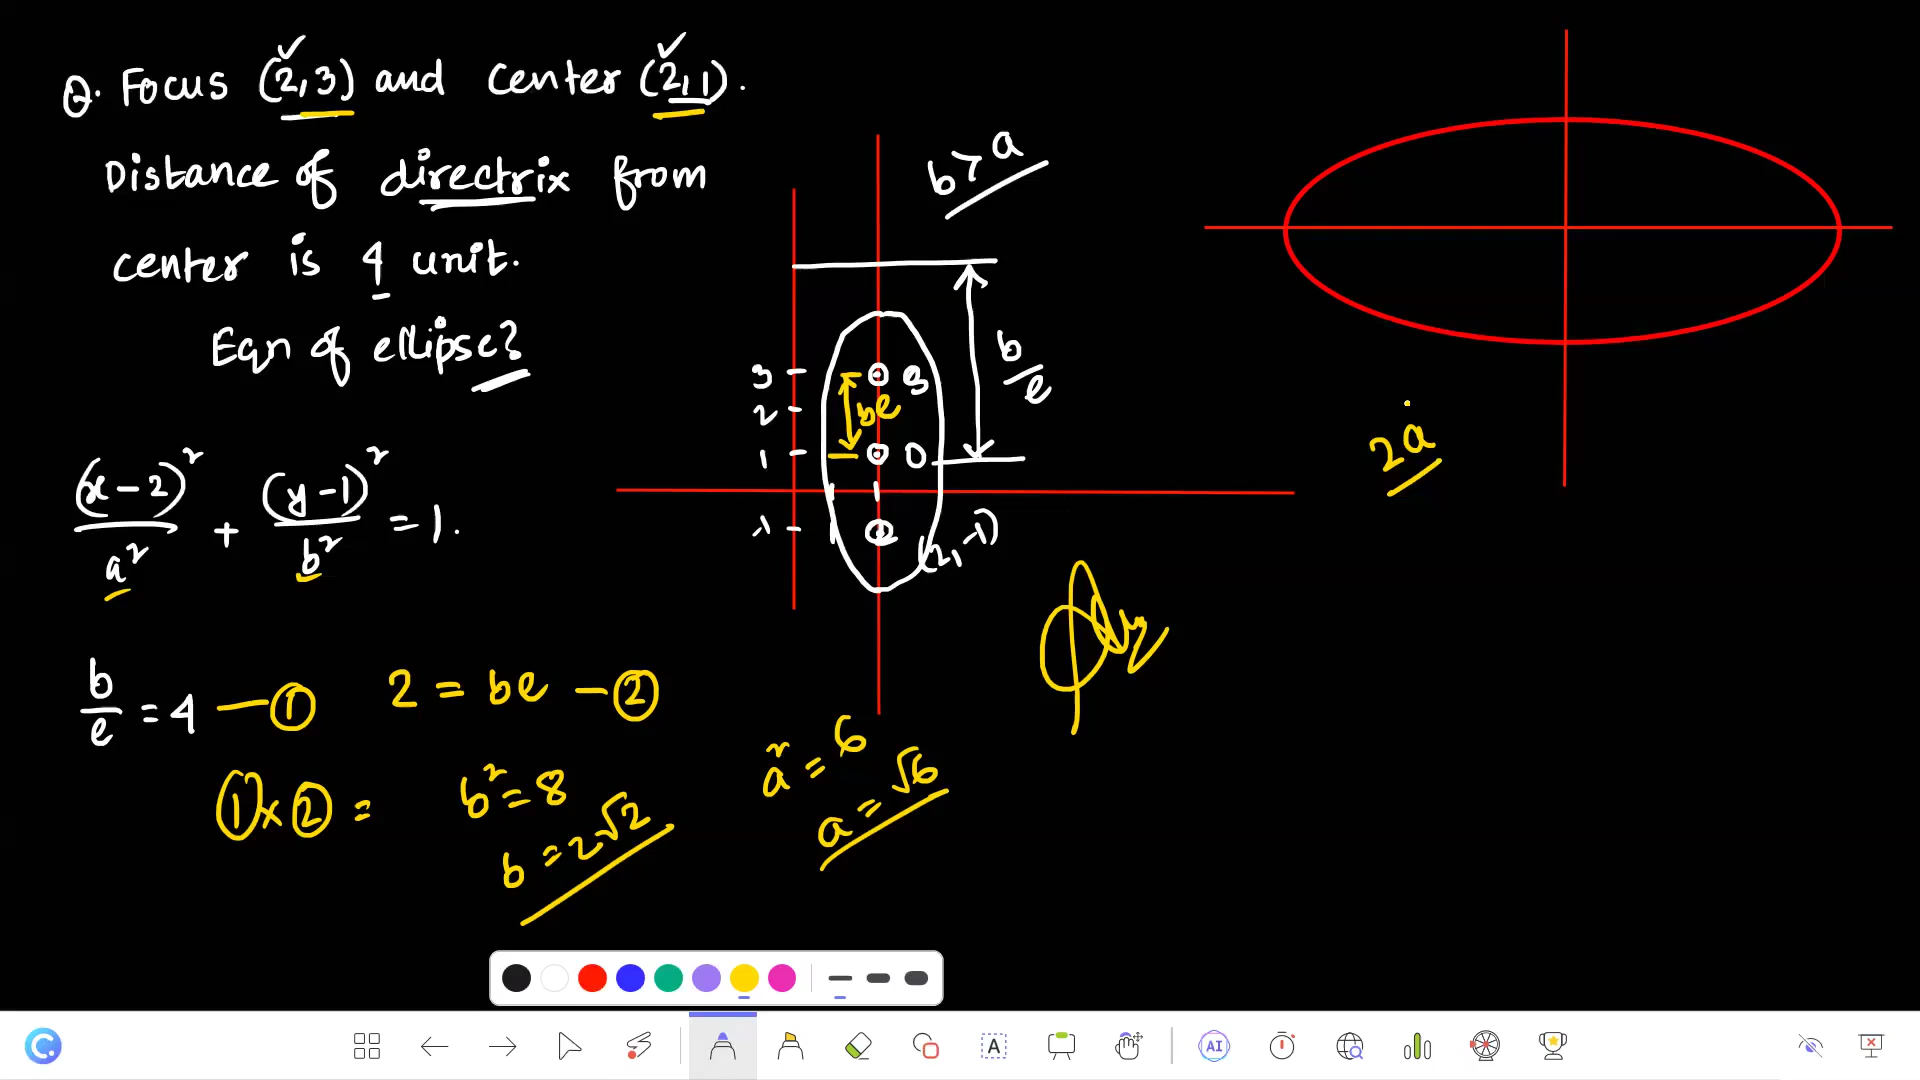 Q. Focus (2,3) and center (2,1).
Distance of directrix from
center is 4 unit.
Eqn of ellipse?
(x-2)²/a² + (y-1)²/b² = 1.
b/e = 4 — ①
2 = be — ②
① x ② =
b² = 8
b = 2√2
a² = 6
a = √6
b > a
3
2
1
-1
3
be
0
(2,-1)
b/e
2a
AI
A
C